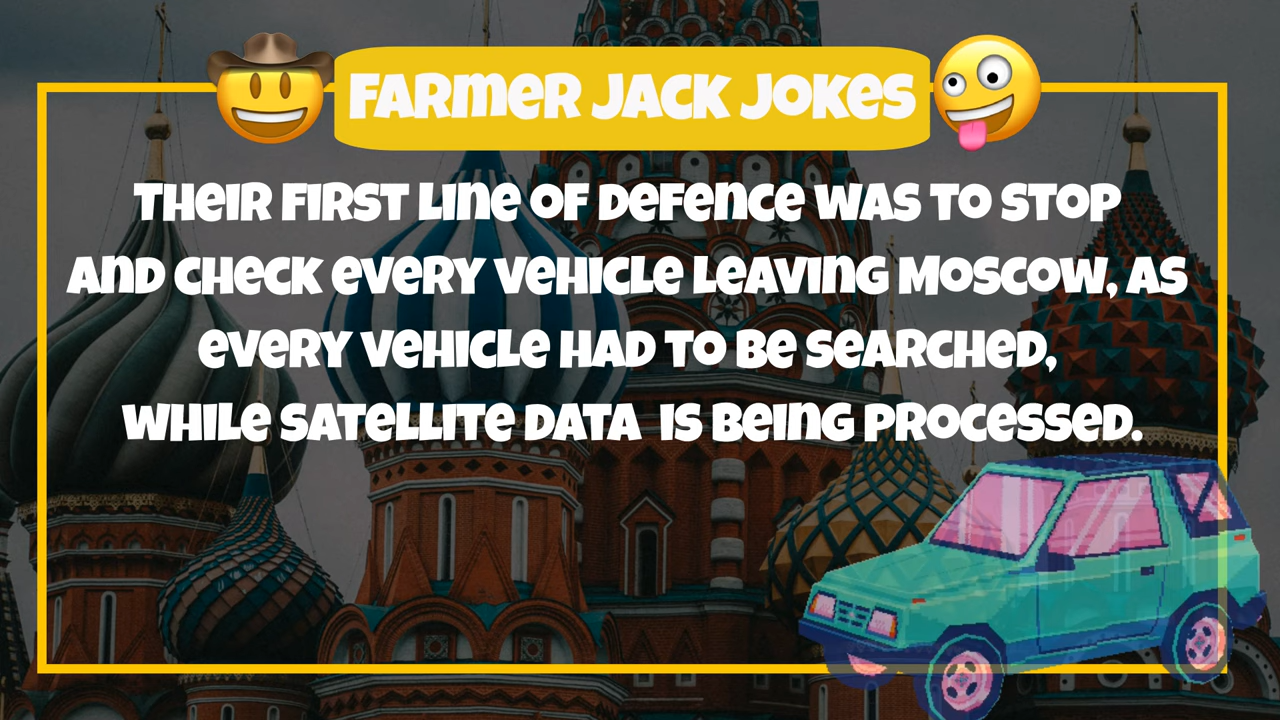 FARMER JACK JOKES
THEIR FIRST LINE OF DEFENCE WAS TO STOP
AND CHECK EVERY VEHICLE LEAVING MOSCOW, AS
EVERY VEHICLE HAD TO BE SEARCHED,
WHILE SATELLITE DATA IS BEING PROCESSED.